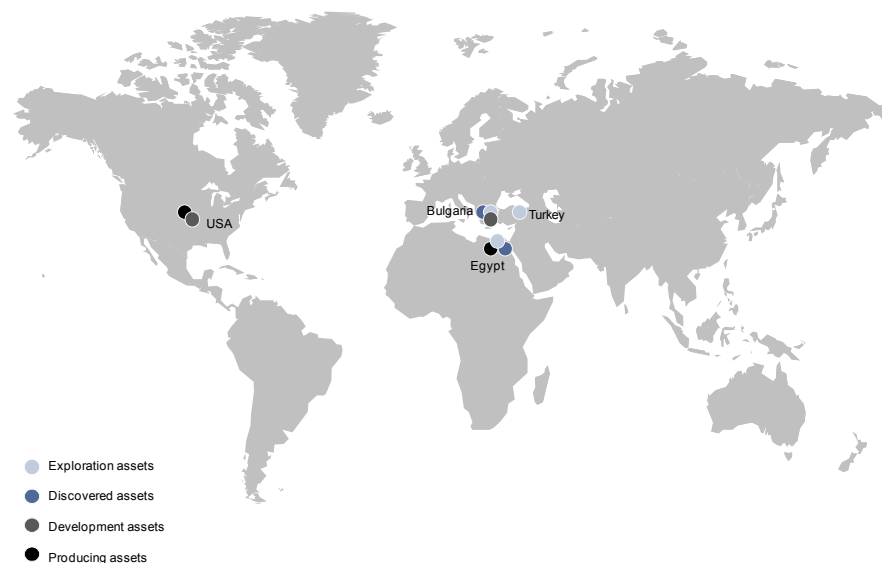 Bulgaria
Turkey
USA
Egypt
Exploration assets
Discovered assets
Development assets
Producing assets